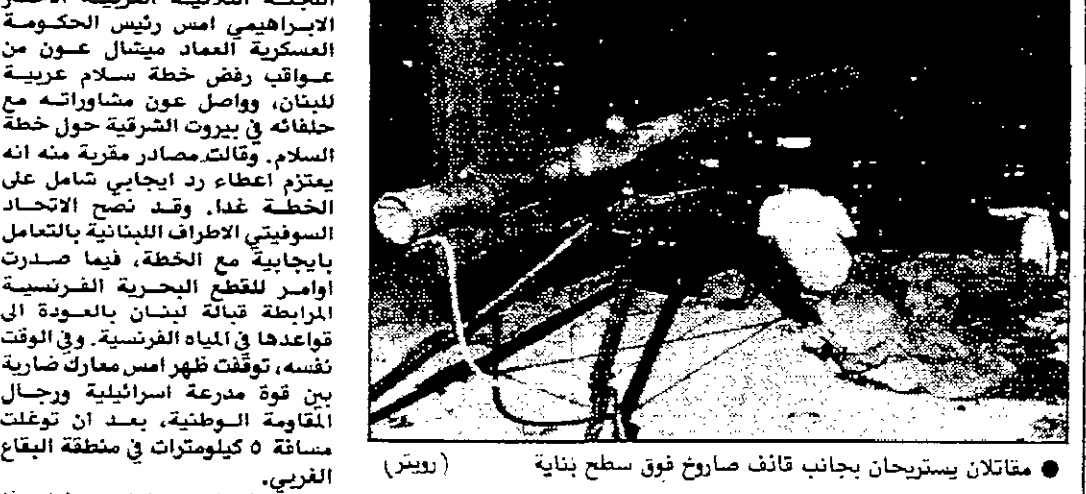 اللجنة الثلاثية العربية الاخضر
الابراهيمي امس رئيس الحكومة
العسكرية العماد ميشال عون من
عواقب رفض خطة سلام عربية
للبنان، وواصل عون مشاوراته مع
حلفائه في بيروت الشرقية حول خطة
السلام. وقالت مصادر مقربة منه انه
يعتزم اعطاء رد ايجابي شامل على
الخطة غدا. وقد نصح الاتحاد
السوفيتي الاطراف اللبنانية بالتعامل
بايجابية مع الخطة، فيما صدرت
اوامر للقطع البحرية الفرنسية
المرابطة قبالة لبنان بالعودة الى
قواعدها في المياه الفرنسية. وفي الوقت
نفسه، توقفت ظهر امس معارك ضارية
بين قوة مدرعة اسرائيلية ورجال
المقاومة الوطنية، بعد ان توغلت
مسافة ٥ كيلومترات في منطقة البقاع
الغربي.
● مقاتلان يستريحان بجانب قاذف صاروخ فوق سطح بناية (رويتر)